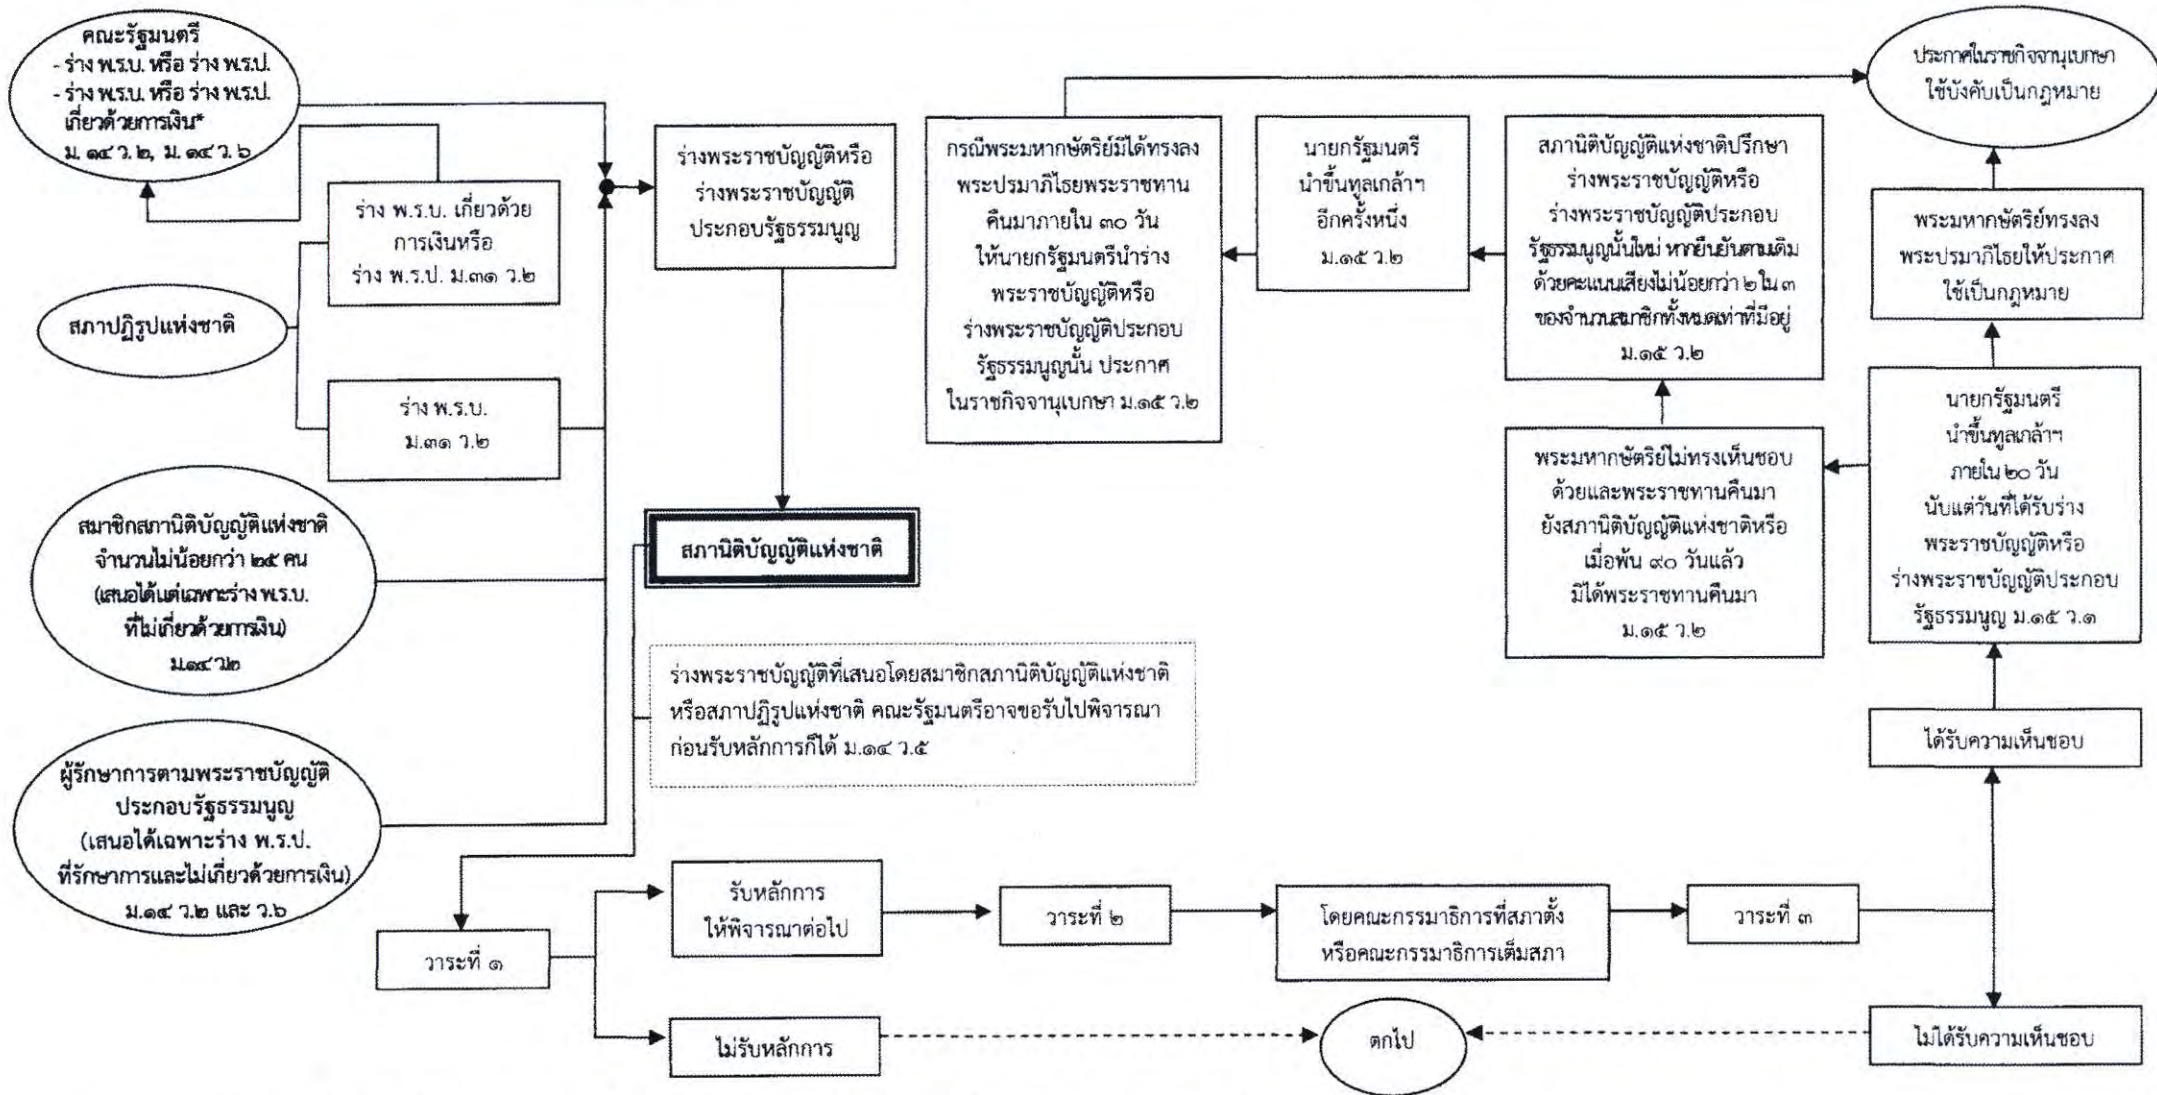 คณะรัฐมนตรี
- ร่าง พ.ร.บ. หรือ ร่าง พ.ร.ป.
- ร่าง พ.ร.บ. หรือ ร่าง พ.ร.ป.
เกี่ยวด้วยการเงิน*
ม. ๑๔ ว. ๒, ม. ๑๔ ว. ๖
ร่าง พ.ร.บ. เกี่ยวด้วย
การเงินหรือ
ร่าง พ.ร.ป. ม.๓๑ ว.๒
สภาปฏิรูปแห่งชาติ
ร่าง พ.ร.บ.
ม.๓๑ ว.๒
สมาชิกสภานิติบัญญัติแห่งชาติ
จำนวนไม่น้อยกว่า ๒๕ คน
(เสนอได้แต่เฉพาะร่าง พ.ร.บ.
ที่ไม่เกี่ยวด้วยการเงิน)
ม.๑๔ ว.๒
ผู้รักษาการตามพระราชบัญญัติ
ประกอบรัฐธรรมนูญ
(เสนอได้เฉพาะร่าง พ.ร.ป.
ที่รักษาการและไม่เกี่ยวด้วยการเงิน)
ม.๑๔ ว.๒ และ ว.๖
ร่างพระราชบัญญัติหรือ
ร่างพระราชบัญญัติ
ประกอบรัฐธรรมนูญ
สภานิติบัญญัติแห่งชาติ
ร่างพระราชบัญญัติที่เสนอโดยสมาชิกสภานิติบัญญัติแห่งชาติ
หรือสภาปฏิรูปแห่งชาติ คณะรัฐมนตรีอาจขอรับไปพิจารณา
ก่อนรับหลักการก็ได้ ม.๑๔ ว.๕
วาระที่ ๑
รับหลักการ
ให้พิจารณาต่อไป
ไม่รับหลักการ
วาระที่ ๒
โดยคณะกรรมาธิการที่สภาตั้ง
หรือคณะกรรมาธิการเต็มสภา
วาระที่ ๓
ตกไป
ไม่ได้รับความเห็นชอบ
ได้รับความเห็นชอบ
นายกรัฐมนตรี
นำขึ้นทูลเกล้าฯ
ภายใน ๒๐ วัน
นับแต่วันที่ได้รับร่าง
พระราชบัญญัติหรือ
ร่างพระราชบัญญัติประกอบ
รัฐธรรมนูญ ม.๑๕ ว.๑
พระมหากษัตริย์ทรงลง
พระปรมาภิไธยให้ประกาศ
ใช้เป็นกฎหมาย
ประกาศในราชกิจจานุเบกษา
ใช้บังคับเป็นกฎหมาย
พระมหากษัตริย์ไม่ทรงเห็นชอบ
ด้วยและพระราชทานคืนมา
ยังสภานิติบัญญัติแห่งชาติหรือ
เมื่อพ้น ๙๐ วันแล้ว
มิได้พระราชทานคืนมา
ม.๑๕ ว.๒
สภานิติบัญญัติแห่งชาติปรึกษา
ร่างพระราชบัญญัติหรือ
ร่างพระราชบัญญัติประกอบ
รัฐธรรมนูญนั้นใหม่ หากยืนยันตามเดิม
ด้วยคะแนนเสียงไม่น้อยกว่า ๒ ใน ๓
ของจำนวนสมาชิกทั้งหมดเท่าที่มีอยู่
ม.๑๕ ว.๒
นายกรัฐมนตรี
นำขึ้นทูลเกล้าฯ
อีกครั้งหนึ่ง
ม.๑๕ ว.๒
กรณีพระมหากษัตริย์มิได้ทรงลง
พระปรมาภิไธยพระราชทาน
คืนมาภายใน ๓๐ วัน
ให้นายกรัฐมนตรีนำร่าง
พระราชบัญญัติหรือ
ร่างพระราชบัญญัติประกอบ
รัฐธรรมนูญนั้น ประกาศ
ในราชกิจจานุเบกษา ม.๑๕ ว.๒